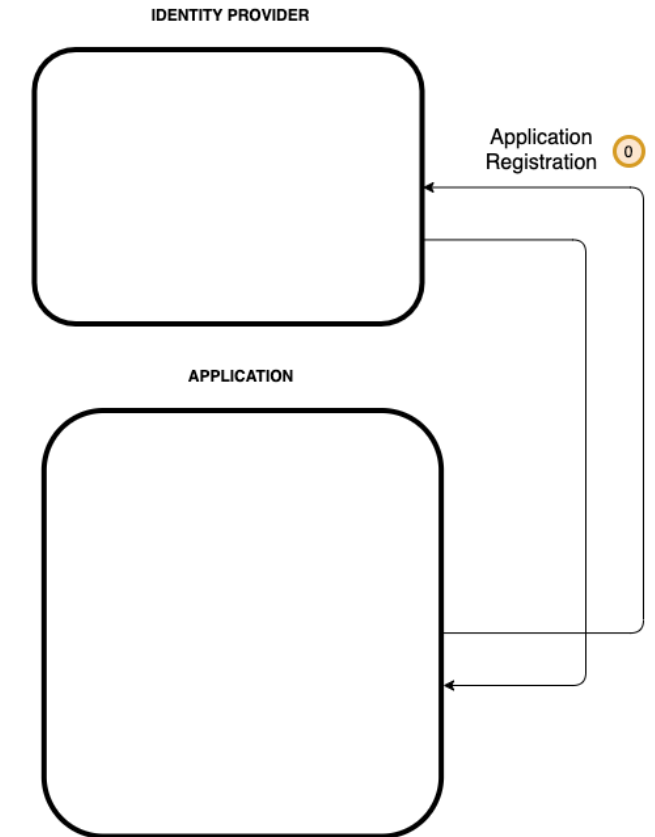 IDENTITY PROVIDER
Application
Registration
0
APPLICATION